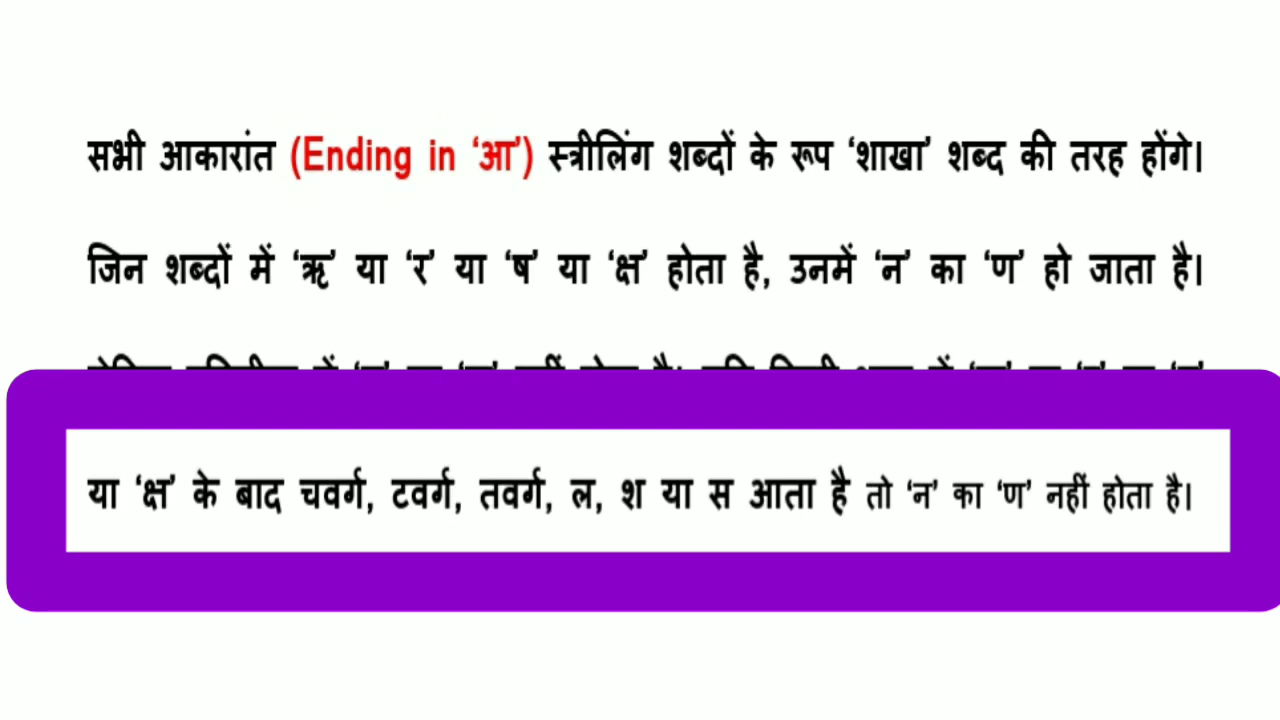 सभी आकारांत (Ending in ‘आ’) स्त्रीलिंग शब्दों के रूप ‘शाखा’ शब्द की तरह होंगे।
जिन शब्दों में ‘ऋ’ या ‘र’ या ‘ष’ या ‘क्ष’ होता है, उनमें ‘न’ का ‘ण’ हो जाता है।
या ‘क्ष’ के बाद चवर्ग, टवर्ग, तवर्ग, ल, श या स आता है तो ‘न’ का ‘ण’ नहीं होता है।